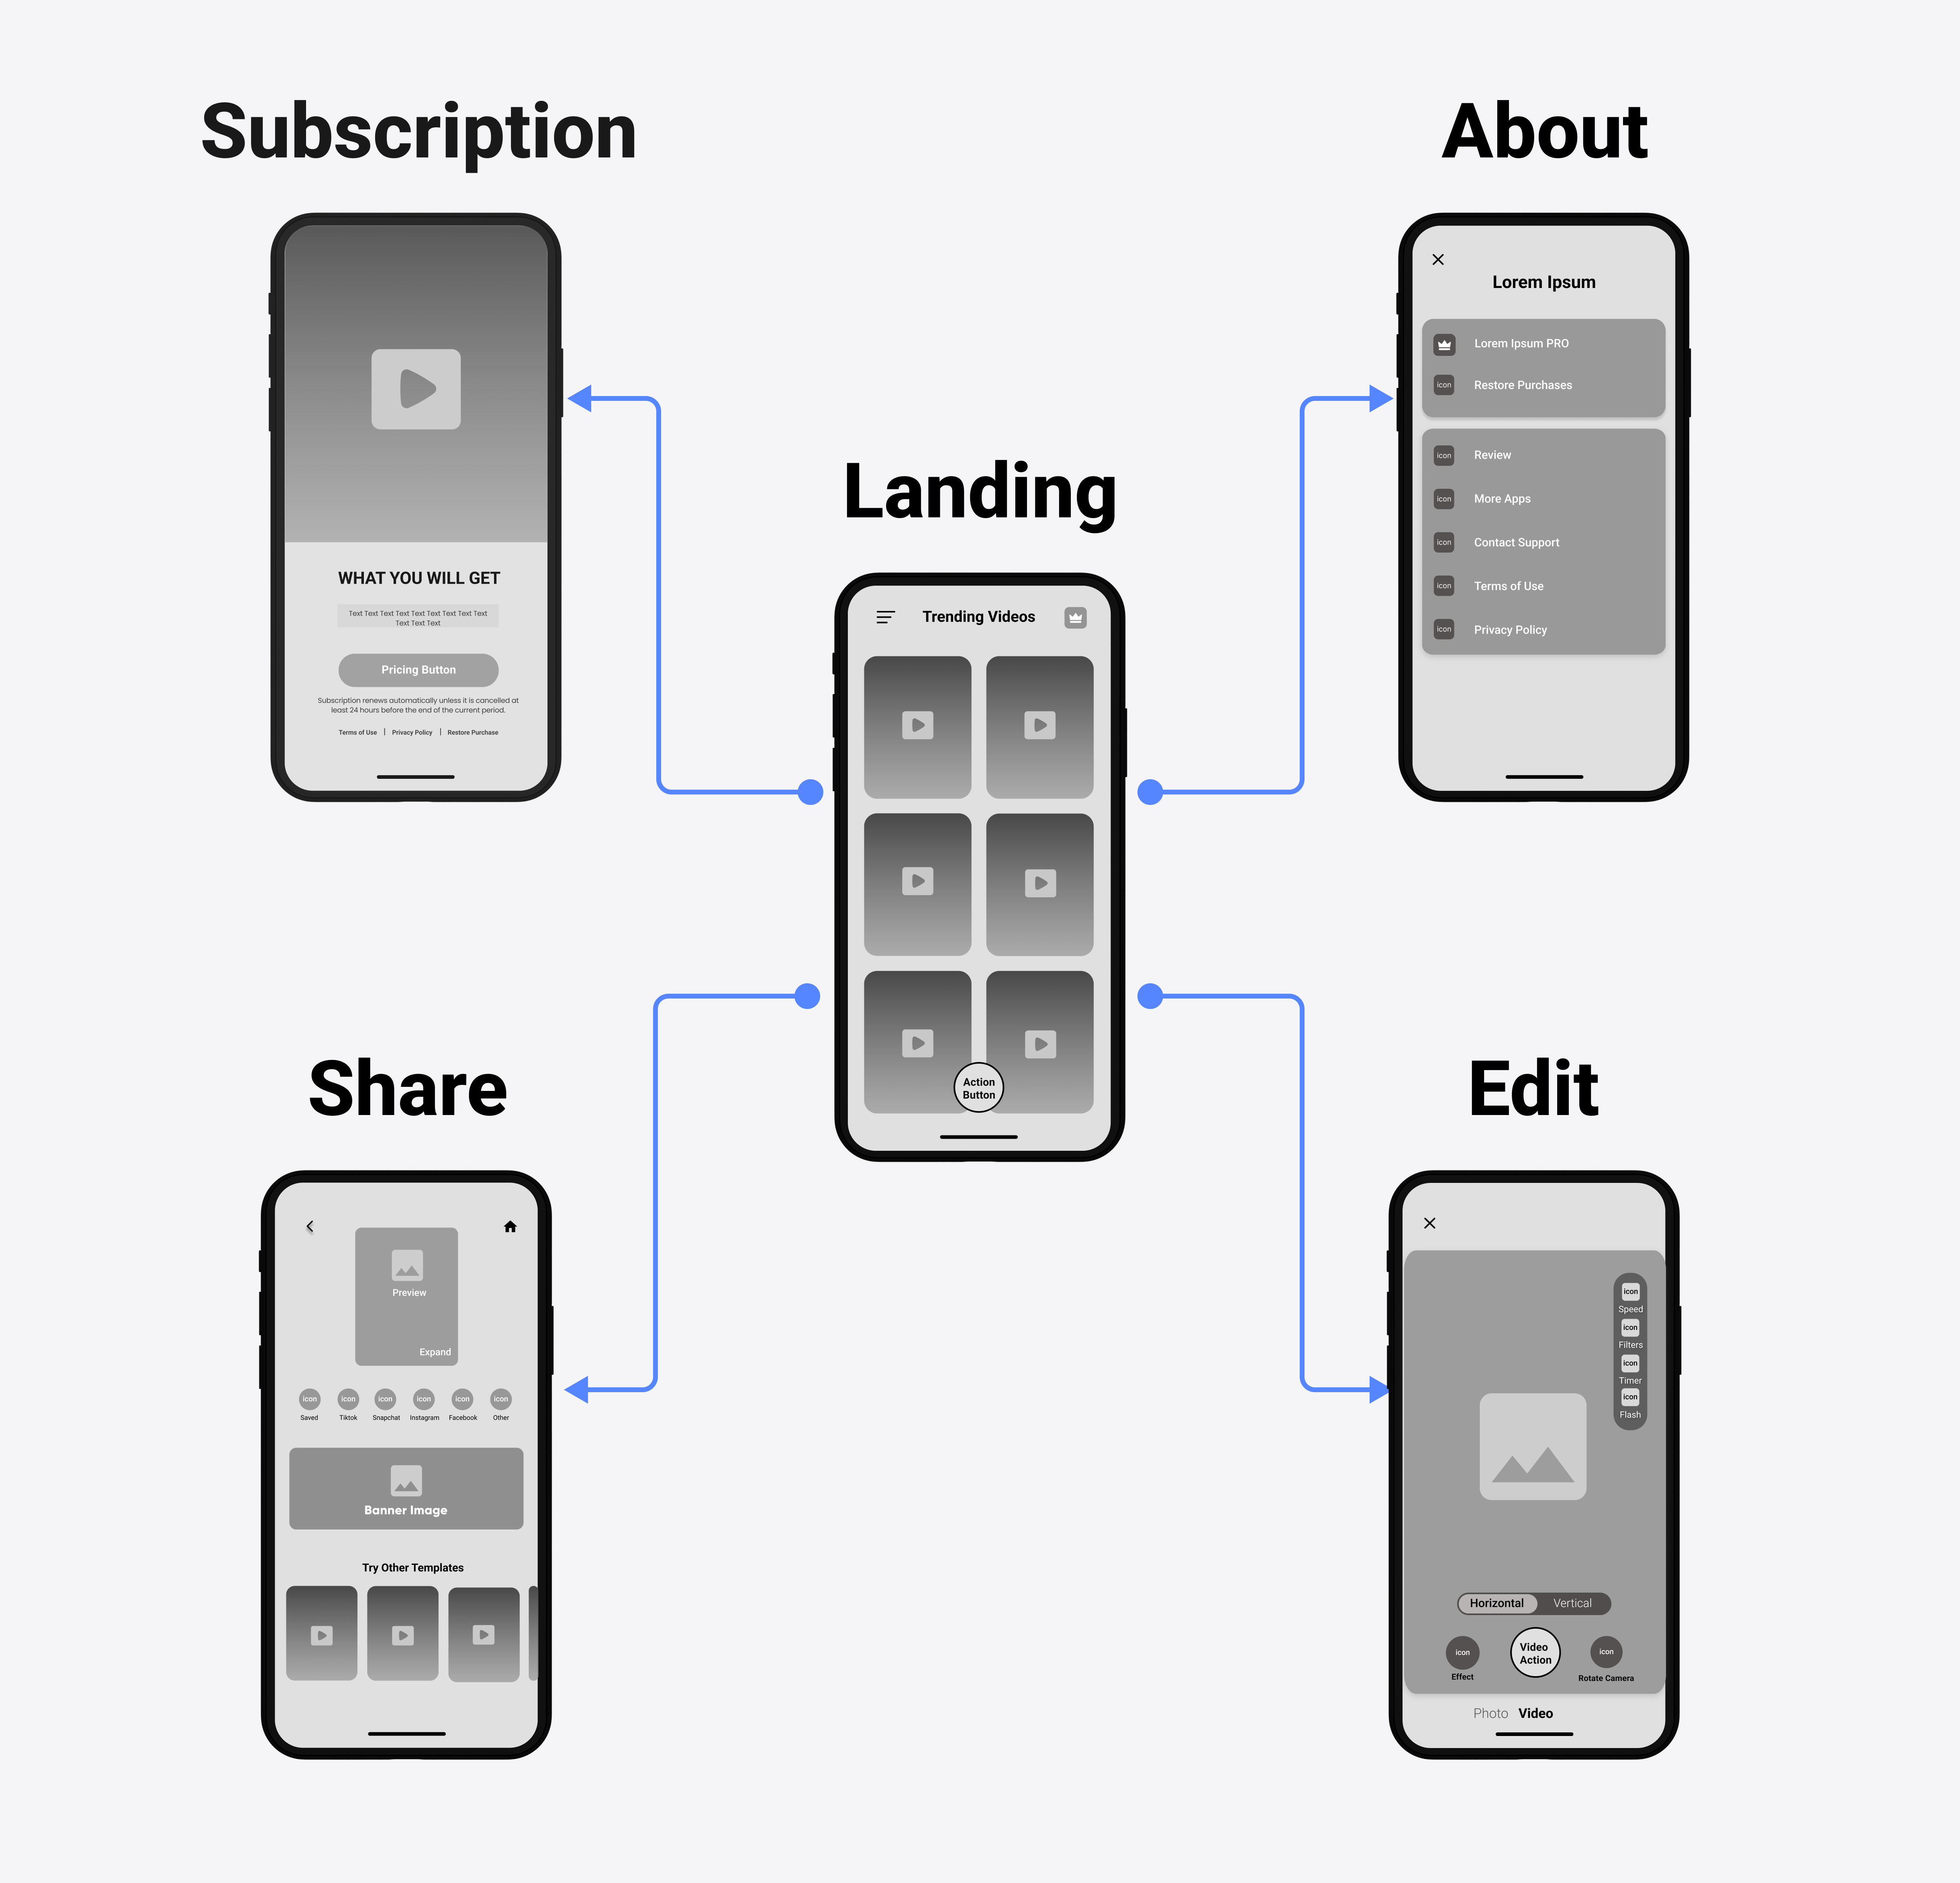 Subscription
WHAT YOU WILL GET
Text Text Text Text Text Text Text Text Text
Text Text Text
Pricing Button
Subscription renews automatically unless it is cancelled at
least 24 hours before the end of the current period.
Terms of Use | Privacy Policy | Restore Purchase
About
Lorem Ipsum
Lorem Ipsum PRO
icon Restore Purchases
icon Review
icon More Apps
icon Contact Support
icon Terms of Use
icon Privacy Policy
Landing
Trending Videos
Action
Button
Share
Preview
Expand
icon icon icon icon icon icon
Saved Tiktok Snapchat Instagram Facebook Other
Banner Image
Try Other Templates
Edit
icon
Speed
icon
Filters
icon
Timer
icon
Flash
Horizontal Vertical
icon
Effect
Video
Action
icon
Rotate Camera
Photo Video